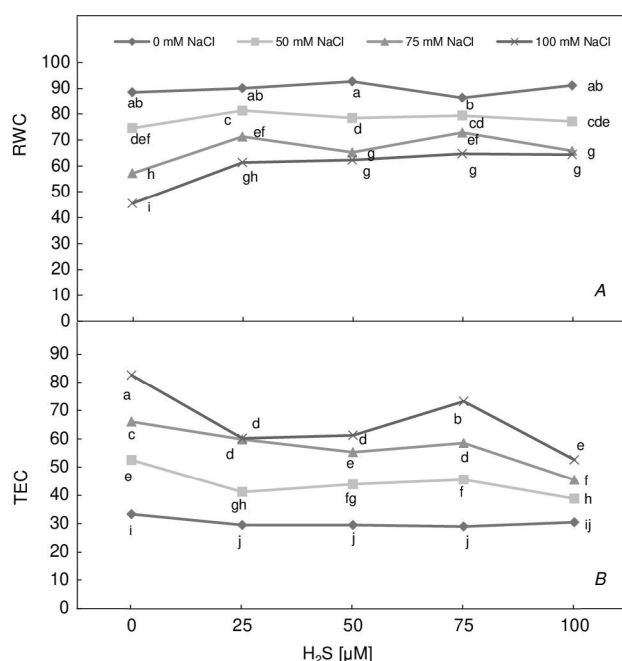 0 mM NaCl 50 mM NaCl 75 mM NaCl 100 mM NaCl
100
90
80
70
60
50
40
30
20
10
0
RWC
ab ab a b ab
def c d cd cde
h ef g ef g
i gh g g g
A
90
80
70
60
50
40
30
20
10
0
TEC
a d d b e
c d e d f
e gh fg f h
i j j j ij
B
0 25 50 75 100
H₂S [µM]